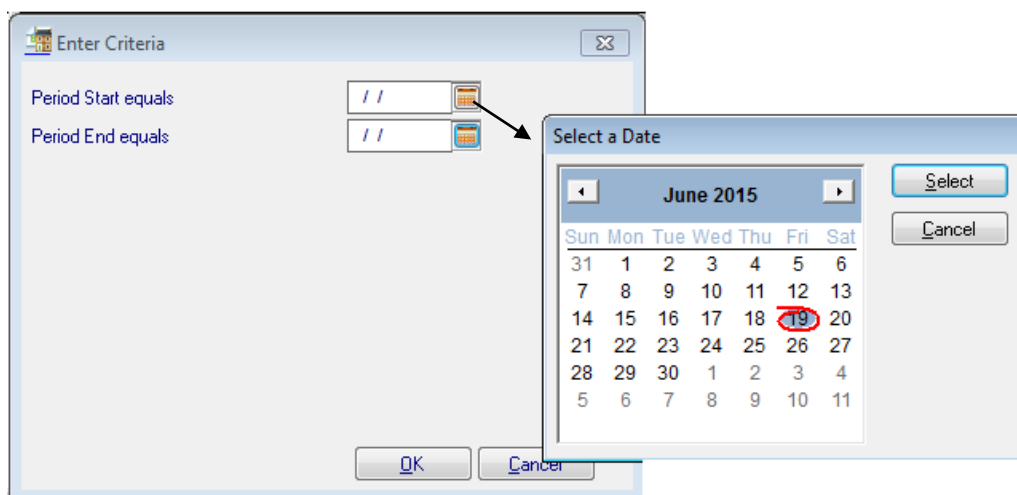 Enter Criteria
Period Start equals / /
Period End equals / /
OK Cancel
Select a Date
June 2015
Select
Cancel
Sun Mon Tue Wed Thu Fri Sat
31 1 2 3 4 5 6
7 8 9 10 11 12 13
14 15 16 17 18 19 20
21 22 23 24 25 26 27
28 29 30 1 2 3 4
5 6 7 8 9 10 11